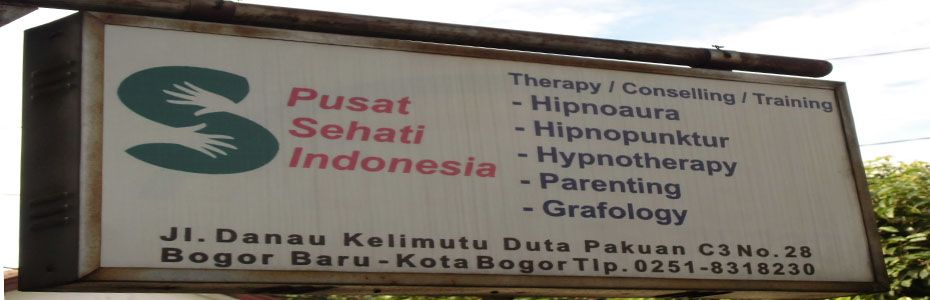 Pusat
Sehati
Indonesia
Therapy / Conselling / Training
- Hipnoaura
- Hipnopunktur
- Hypnotherapy
- Parenting
- Grafology
Jl. Danau Kelimutu Duta Pakuan C3 No. 28
Bogor Baru - Kota Bogor Tlp. 0251-8318230